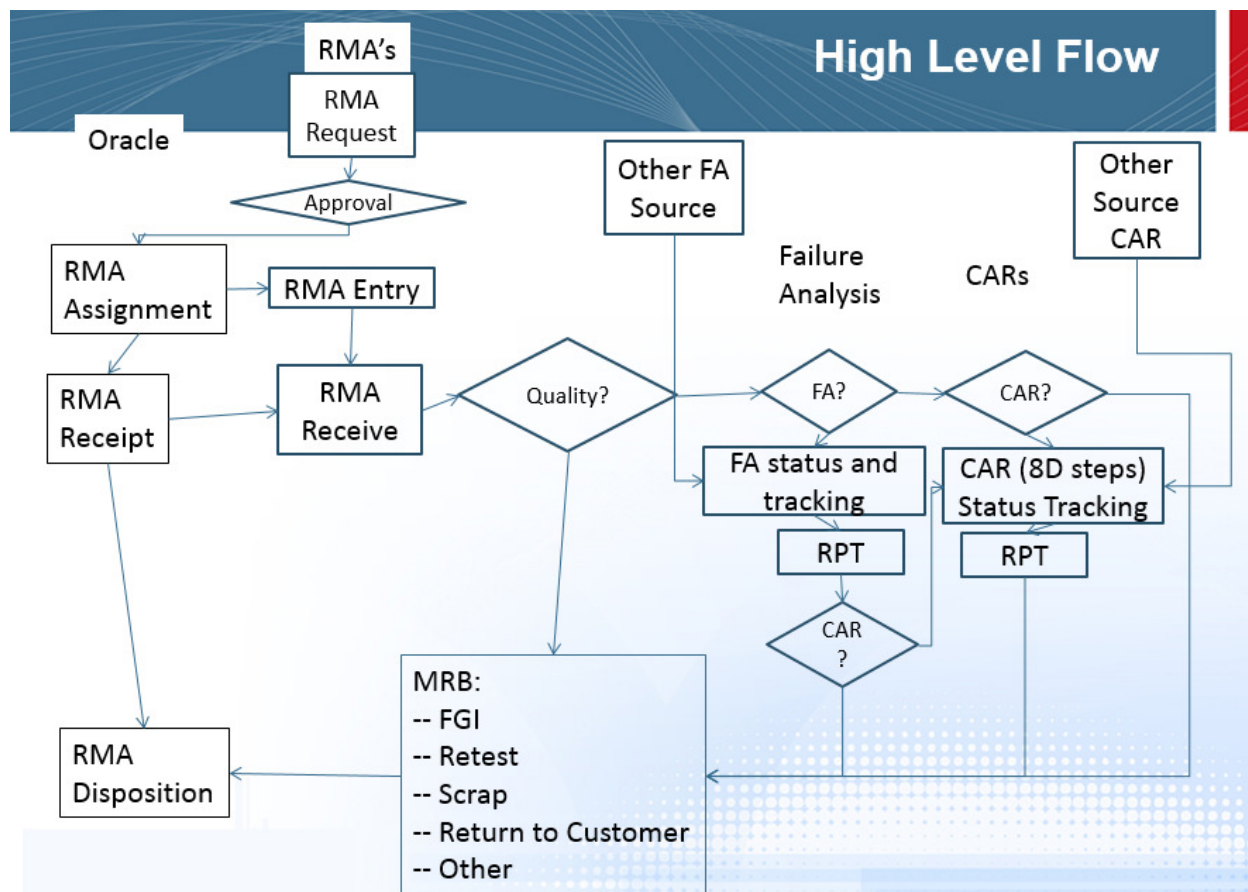 RMA's
High Level Flow
RMA
Request
Oracle
Approval
Other FA
Source
Other
Source
CAR
RMA
Assignment
RMA Entry
Failure
Analysis
CARs
RMA
Receipt
RMA
Receive
Quality?
FA?
CAR?
FA status and
tracking
CAR (8D steps)
Status Tracking
RPT
RPT
CAR
?
MRB:
-- FGI
-- Retest
-- Scrap
-- Return to Customer
-- Other
RMA
Disposition